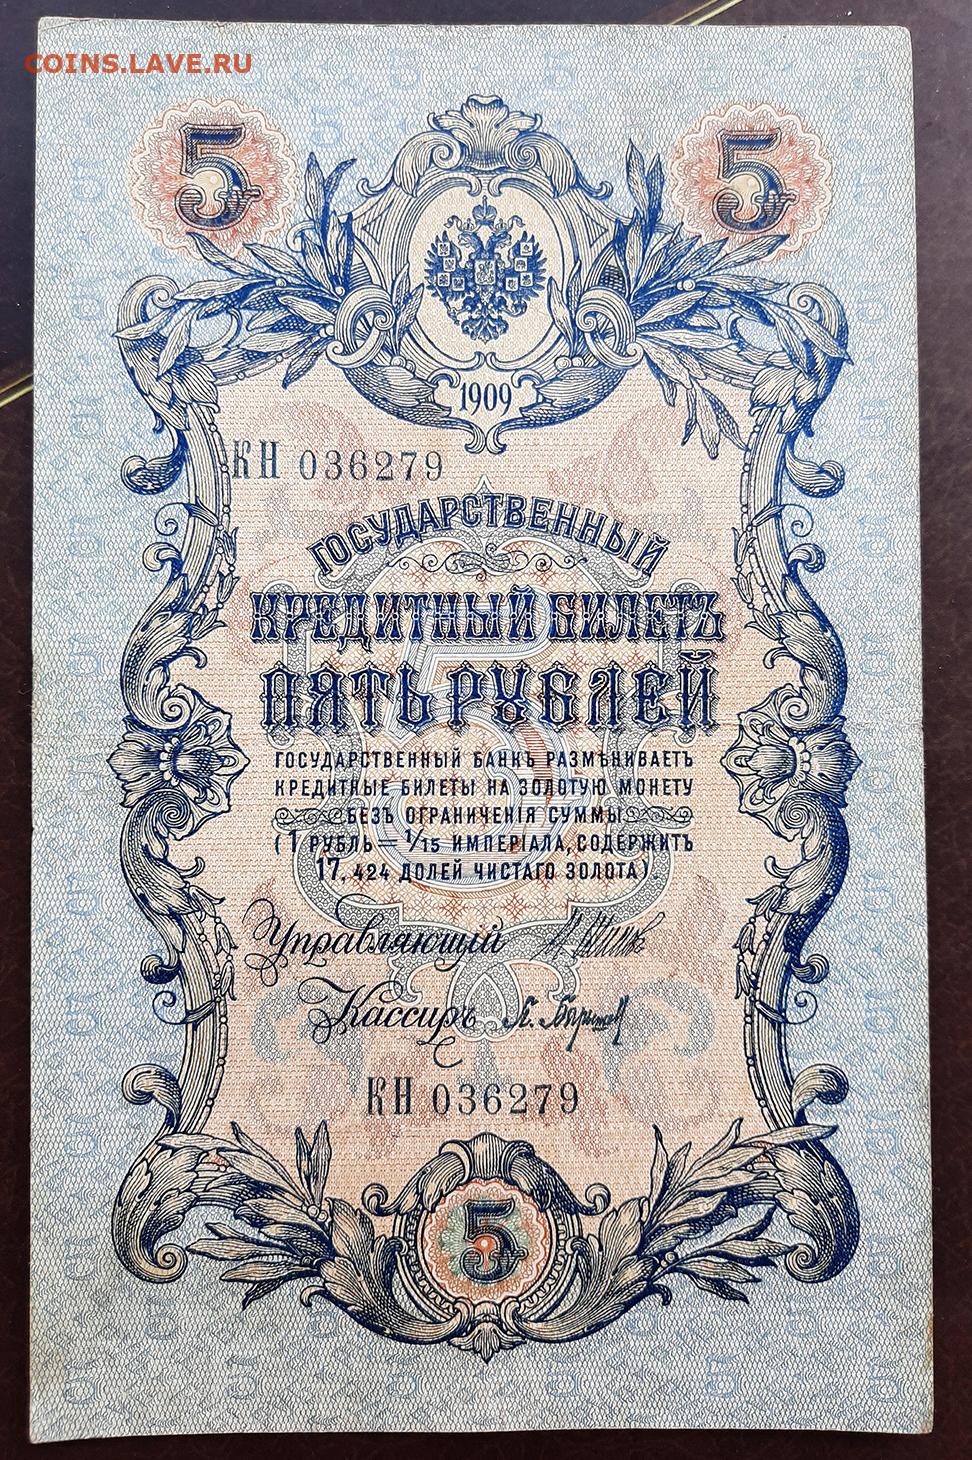 COINS.LAVE.RU
5 5
1909
КН 036279
ГОСУДАРСТВЕННЫЙ
КРЕДИТНЫЙ БИЛЕТЪ
5
ПЯТЬ РУБЛЕЙ
ГОСУДАРСТВЕННЫЙ БАНКЪ РАЗМѢНИВАЕТЪ
КРЕДИТНЫЕ БИЛЕТЫ НА ЗОЛОТУЮ МОНЕТУ
БЕЗЪ ОГРАНИЧЕНІЯ СУММЫ
(1 РУБЛЬ = 1/15 ИМПЕРІАЛА, СОДЕРЖИТЪ
17,424 ДОЛЕЙ ЧИСТАГО ЗОЛОТА)
Управляющій
Кассиръ
КН 036279
5